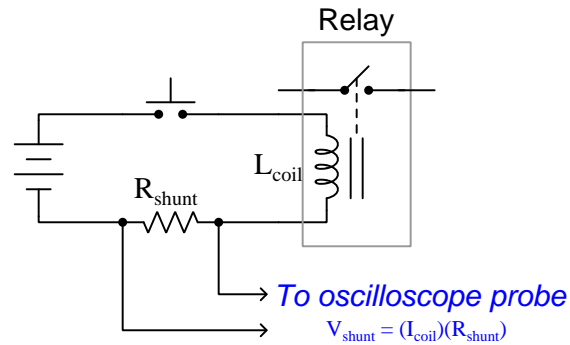 Relay
L_coil
R_shunt
To oscilloscope probe
V_shunt = (I_coil)(R_shunt)